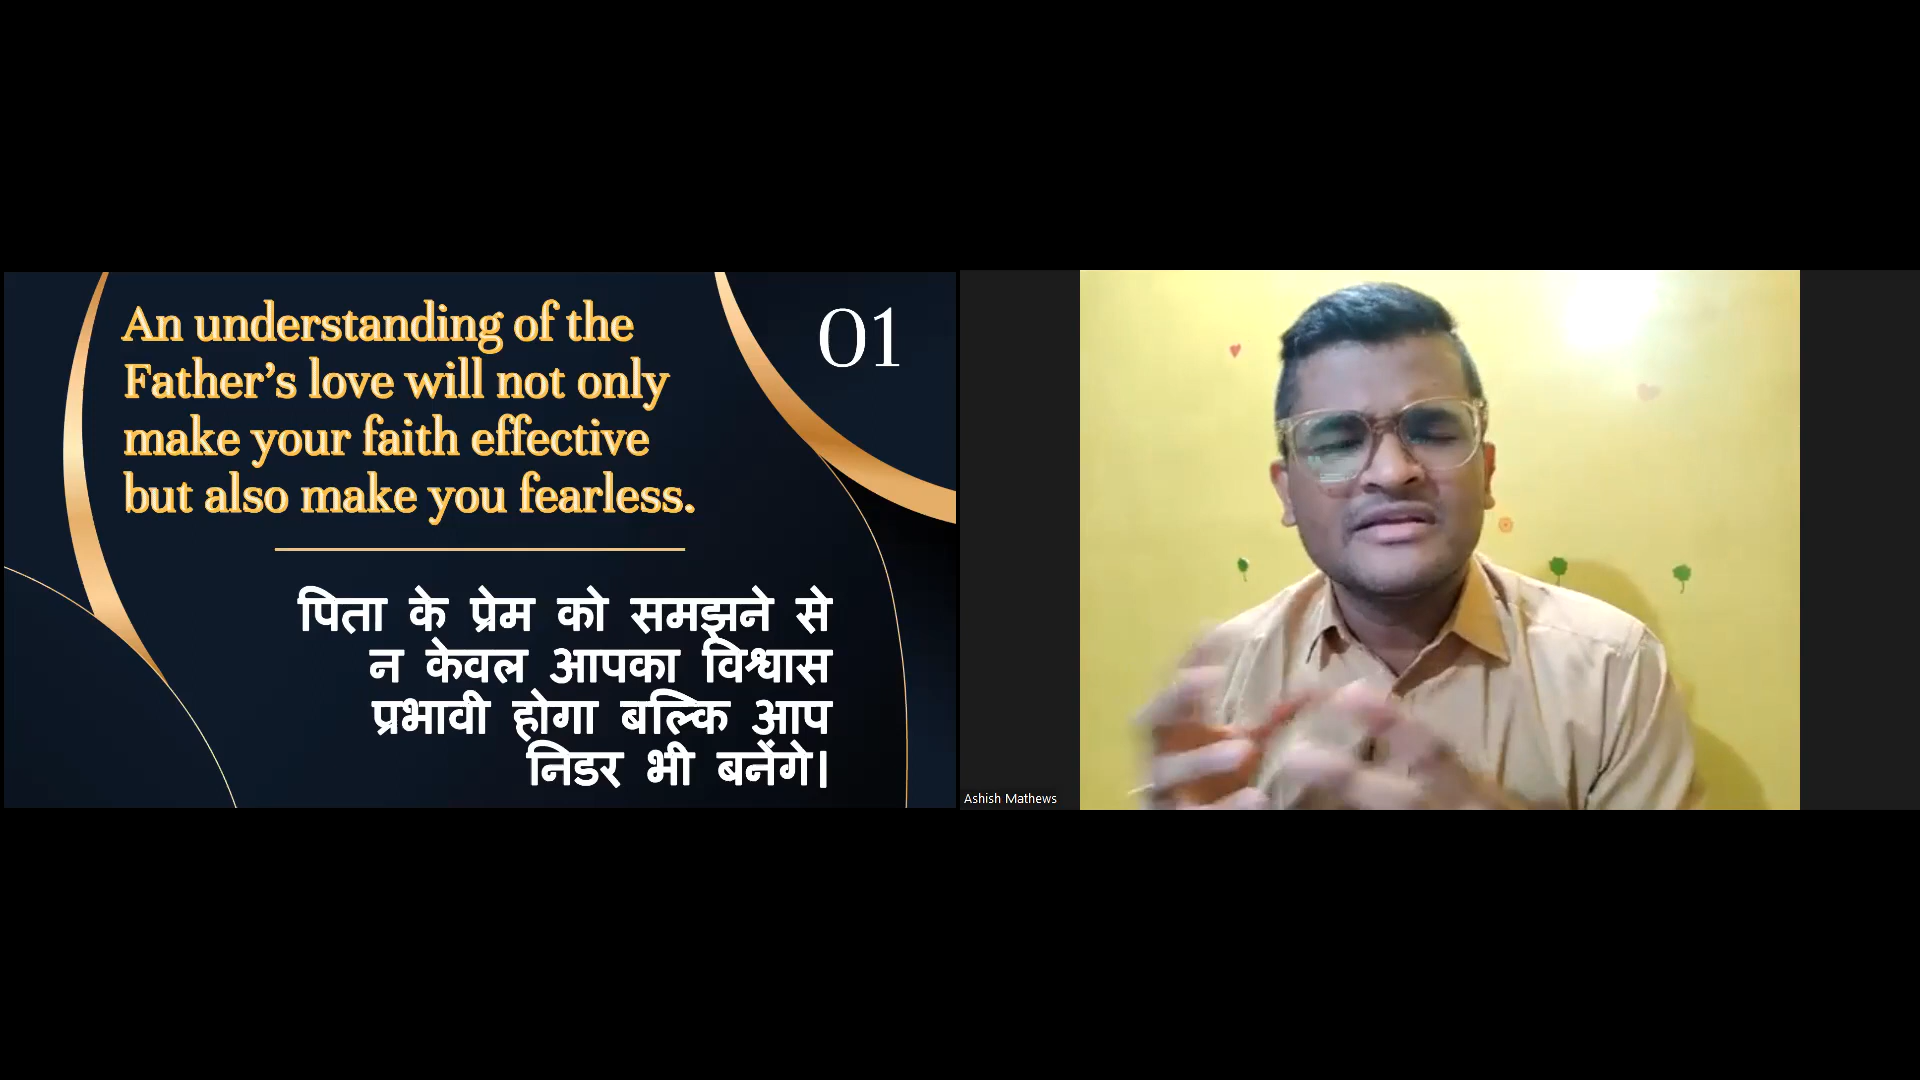 An understanding of the
Father's love will not only
make your faith effective
but also make you fearless.
01
पिता के प्रेम को समझने से
न केवल आपका विश्वास
प्रभावी होगा बल्कि आप
निडर भी बनेंगे।
Ashish Mathews